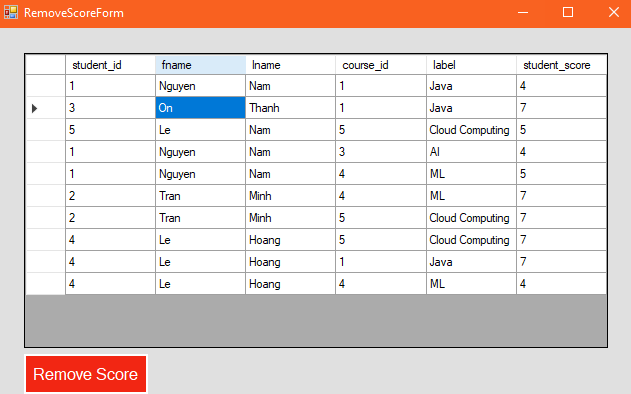 RemoveScoreForm
student_id fname lname course_id label student_score
1 Nguyen Nam 1 Java 4
3 On Thanh 1 Java 7
5 Le Nam 5 Cloud Computing 5
1 Nguyen Nam 3 AI 4
1 Nguyen Nam 4 ML 5
2 Tran Minh 4 ML 7
2 Tran Minh 5 Cloud Computing 7
4 Le Hoang 5 Cloud Computing 7
4 Le Hoang 1 Java 7
4 Le Hoang 4 ML 4
Remove Score